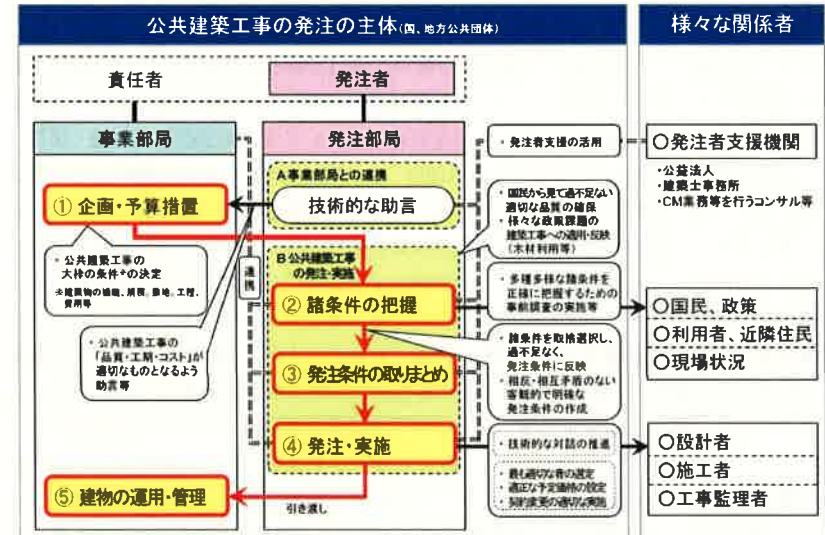 公共建築工事の発注の主体(国、地方公共団体)
様々な関係者
責任者
発注者
事業部局
発注部局
・発注者支援の活用
〇発注者支援機関
・公益法人
・建築士事務所
・CM業務等を行うコンサル等
A 事業部局との連携
技術的な助言
① 企画・予算措置
・国民から見て過不足ない
適切な品質の確保
・様々な政策課題の
建築工事への適用・反映
(木材利用等)
・公共建築工事の
大枠の条件※の決定
※建築物の機能、規模、敷地、工程、
費用等
連携
B 公共建築工事
の発注・実施
② 諸条件の把握
・多種多様な諸条件を
正確に把握するための
事前調査の実施等
〇国民、政策
〇利用者、近隣住民
〇現場状況
・公共建築工事の
「品質・工期・コスト」が
適切なものとなるよう
助言等
③ 発注条件の取りまとめ
・諸条件を取捨選択し、
過不足なく、
発注条件に反映
・相反・相互矛盾のない
客観的で明確な
発注条件の作成
④ 発注・実施
・技術的な対話の推進
・最も適切な者の選定
・適正な予定価格の設定
・契約変更の適切な実施
〇設計者
〇施工者
〇工事監理者
⑤ 建物の運用・管理
引き渡し